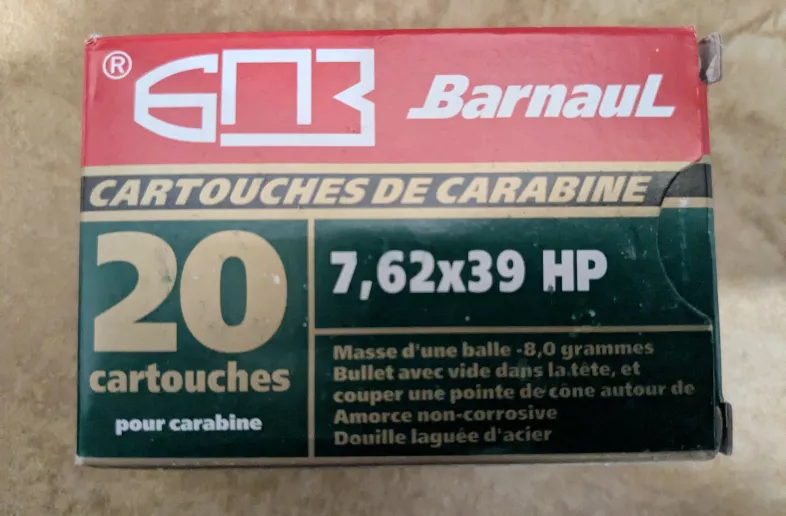 ® БПЗ Barnaul
CARTOUCHES DE CARABINE
20
cartouches
pour carabine
7,62x39 HP
Masse d'une balle -8,0 grammes
Bullet avec vide dans la tête, et
couper une pointe de cône autour de
Amorce non-corrosive
Douille laguée d'acier